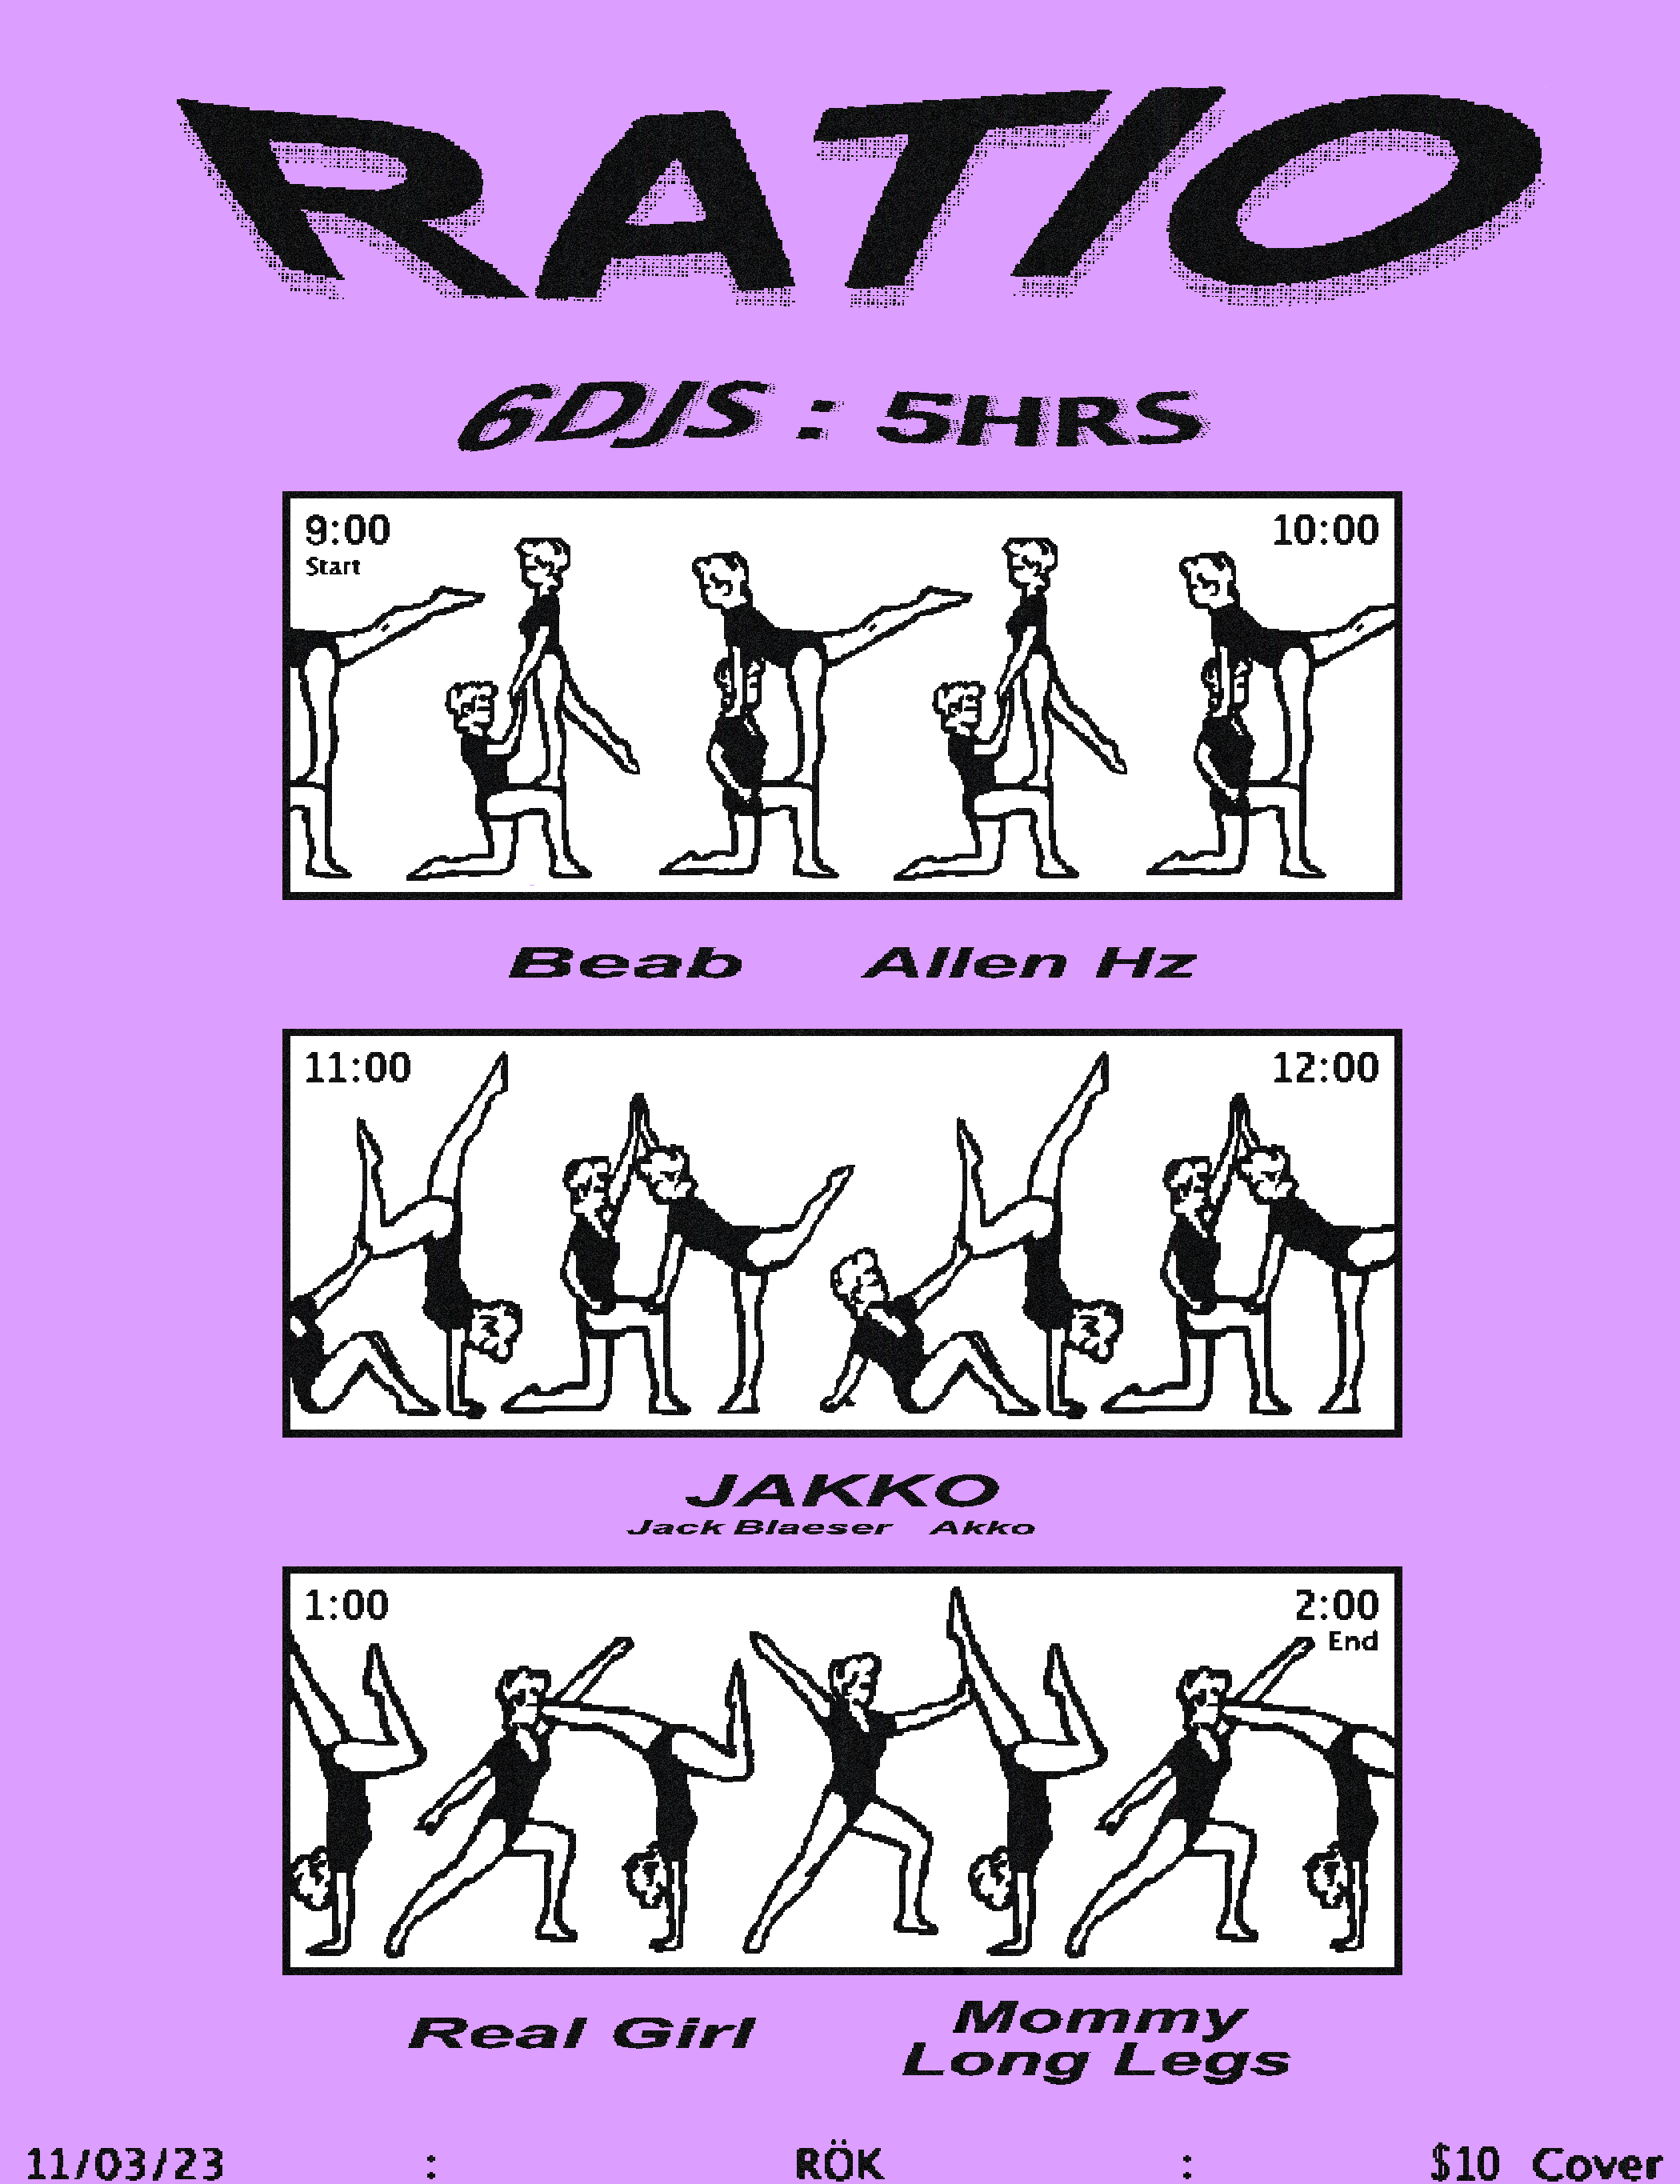 RATIO
6DJS : 5HRS
9:00 10:00
Start
Beab Allen Hz
11:00 12:00
JAKKO
Jack Blaeser Akko
1:00 2:00
End
Real Girl Mommy
Long Legs
11/03/23 : RÖK : $10 Cover